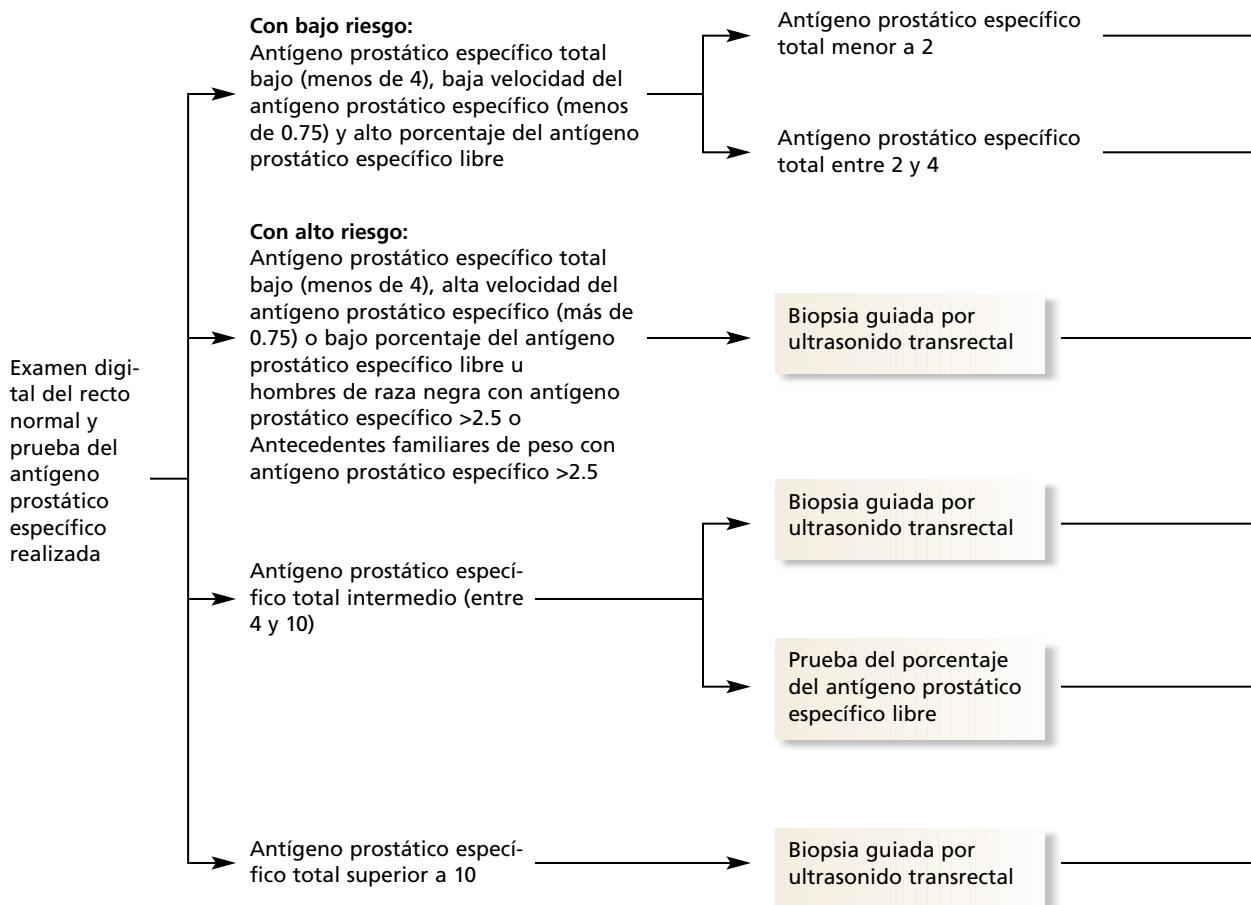 Examen digi-
tal del recto
normal y
prueba del
antígeno
prostático
específico
realizada
Con bajo riesgo:
Antígeno prostático específico total
bajo (menos de 4), baja velocidad del
antígeno prostático específico (menos
de 0.75) y alto porcentaje del antígeno
prostático específico libre
Antígeno prostático específico
total menor a 2
Antígeno prostático específico
total entre 2 y 4
Con alto riesgo:
Antígeno prostático específico total
bajo (menos de 4), alta velocidad del
antígeno prostático específico (más de
0.75) o bajo porcentaje del antígeno
prostático específico libre u
hombres de raza negra con antígeno
prostático específico >2.5 o
Antecedentes familiares de peso con
antígeno prostático específico >2.5
Biopsia guiada por
ultrasonido transrectal
Antígeno prostático especí-
fico total intermedio (entre
4 y 10)
Biopsia guiada por
ultrasonido transrectal
Prueba del porcentaje
del antígeno prostático
específico libre
Antígeno prostático especí-
fico total superior a 10
Biopsia guiada por
ultrasonido transrectal